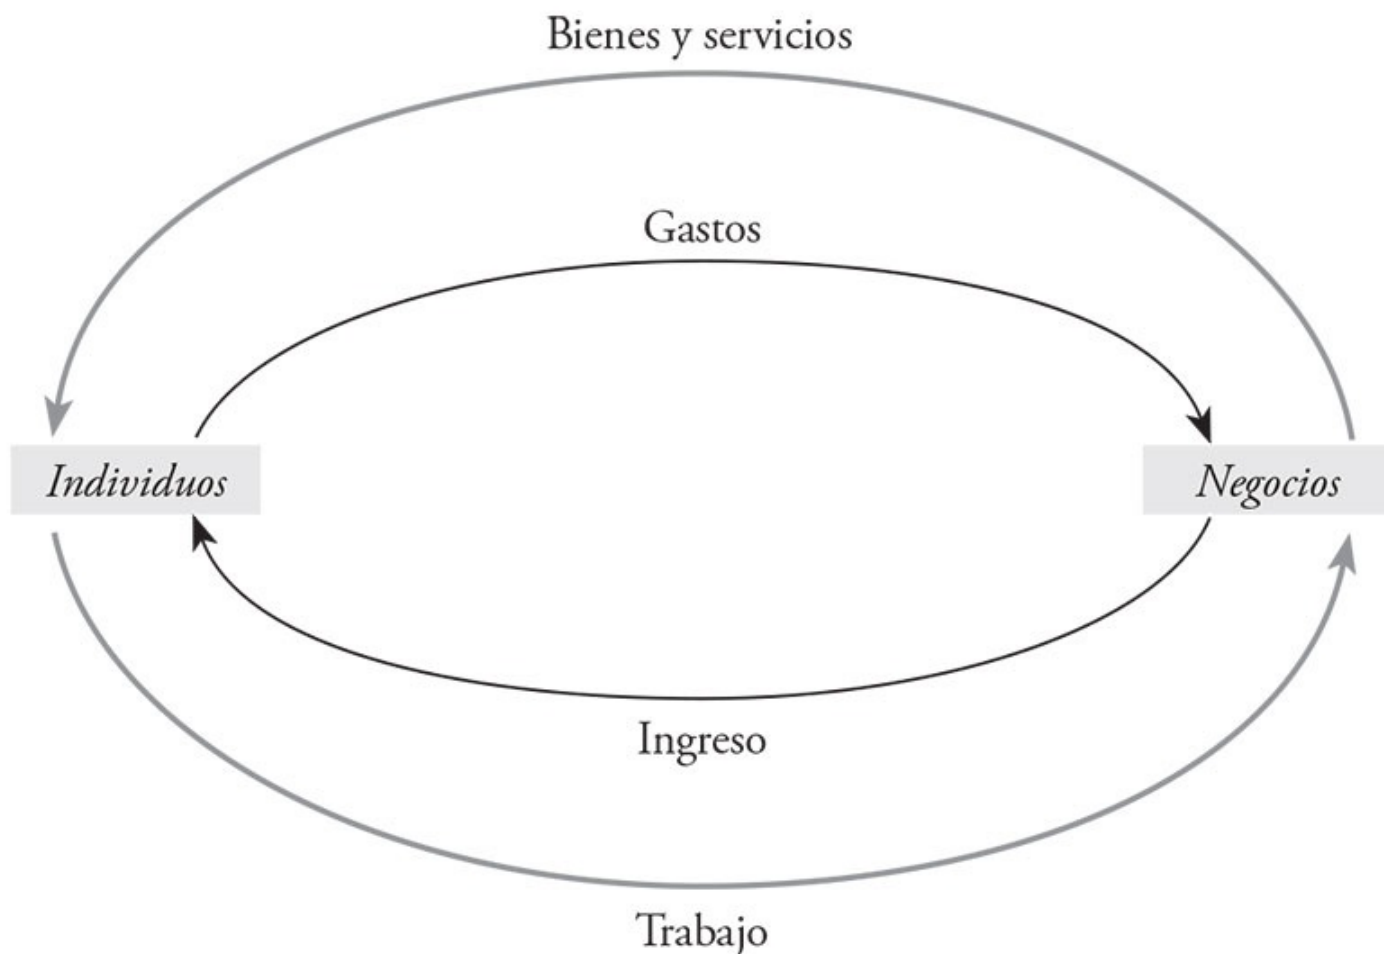 Bienes y servicios
Gastos
Individuos
Negocios
Ingreso
Trabajo